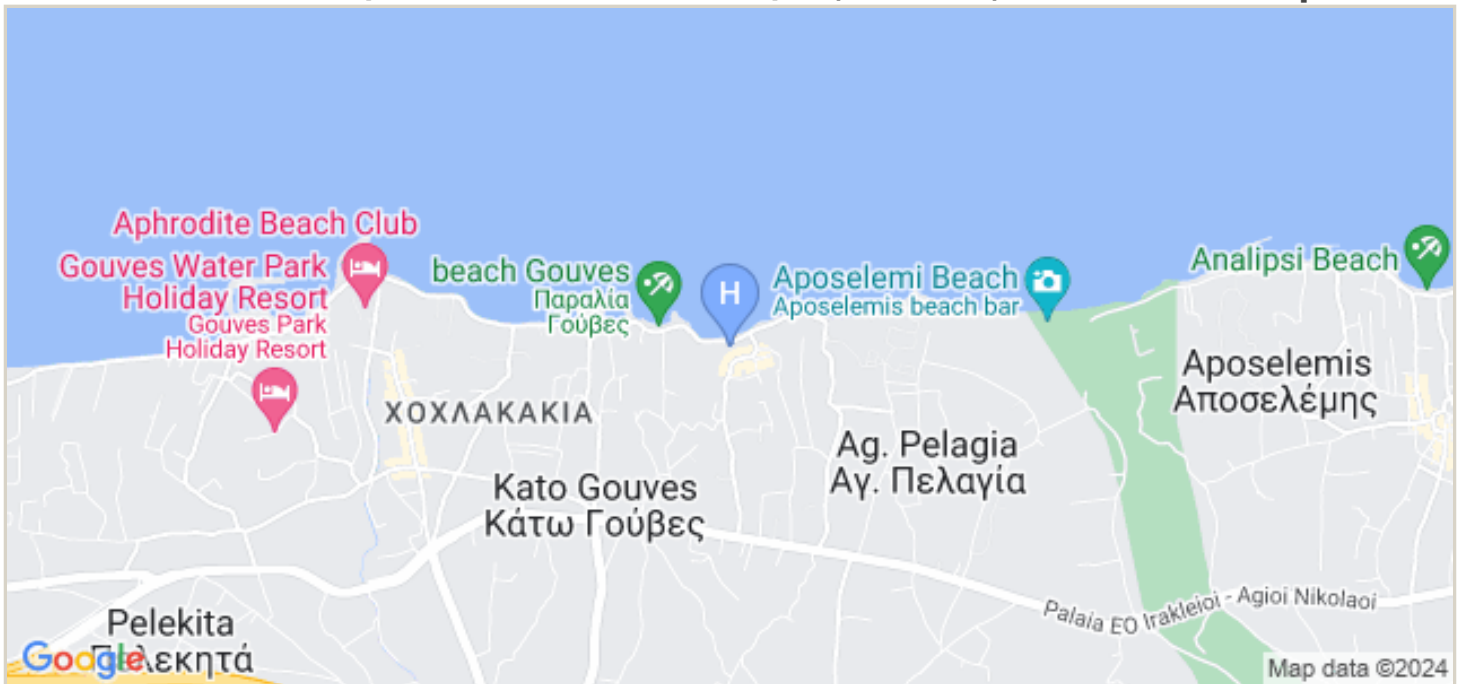 Aphrodite Beach Club
Gouves Water Park
Holiday Resort
Gouves Park
Holiday Resort
beach Gouves
Παραλία
Γούβες
H
Aposelemi Beach
Aposelemis beach bar
Analipsi Beach
Aposelemis
Αποσελέμης
ΧΟΧΛΑΚΑΚΙΑ
Ag. Pelagia
Αγ. Πελαγία
Kato Gouves
Κάτω Γούβες
Palaia EO Irakleioi - Agioi Nikolaoi
Pelekita
Πελεκητά
Google
Map data ©2024